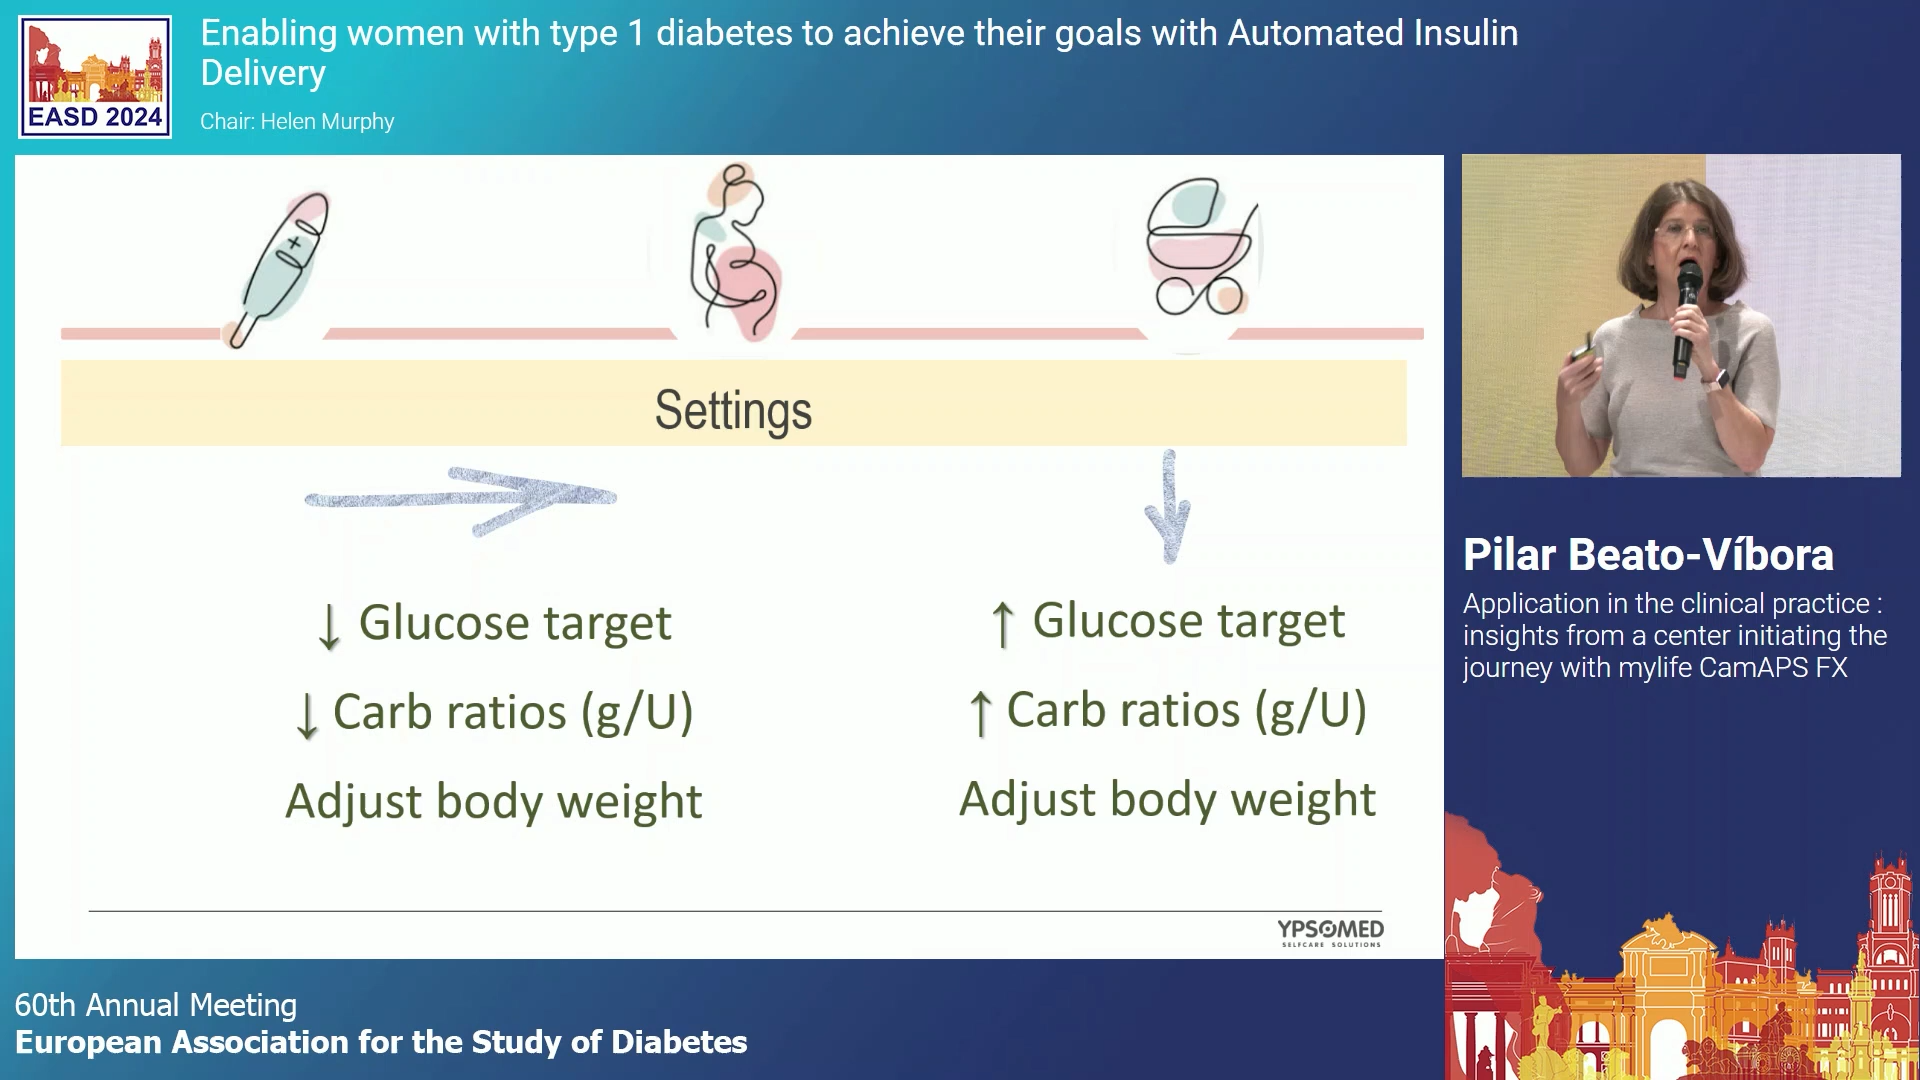 Enabling women with type 1 diabetes to achieve their goals with Automated Insulin
Delivery
Chair: Helen Murphy
EASD 2024
Settings
↓ Glucose target
↓ Carb ratios (g/U)
Adjust body weight
↑ Glucose target
↑ Carb ratios (g/U)
Adjust body weight
YPSOMED
SELFCARE SOLUTIONS
Pilar Beato-Víbora
Application in the clinical practice :
insights from a center initiating the
journey with mylife CamAPS FX
60th Annual Meeting
European Association for the Study of Diabetes